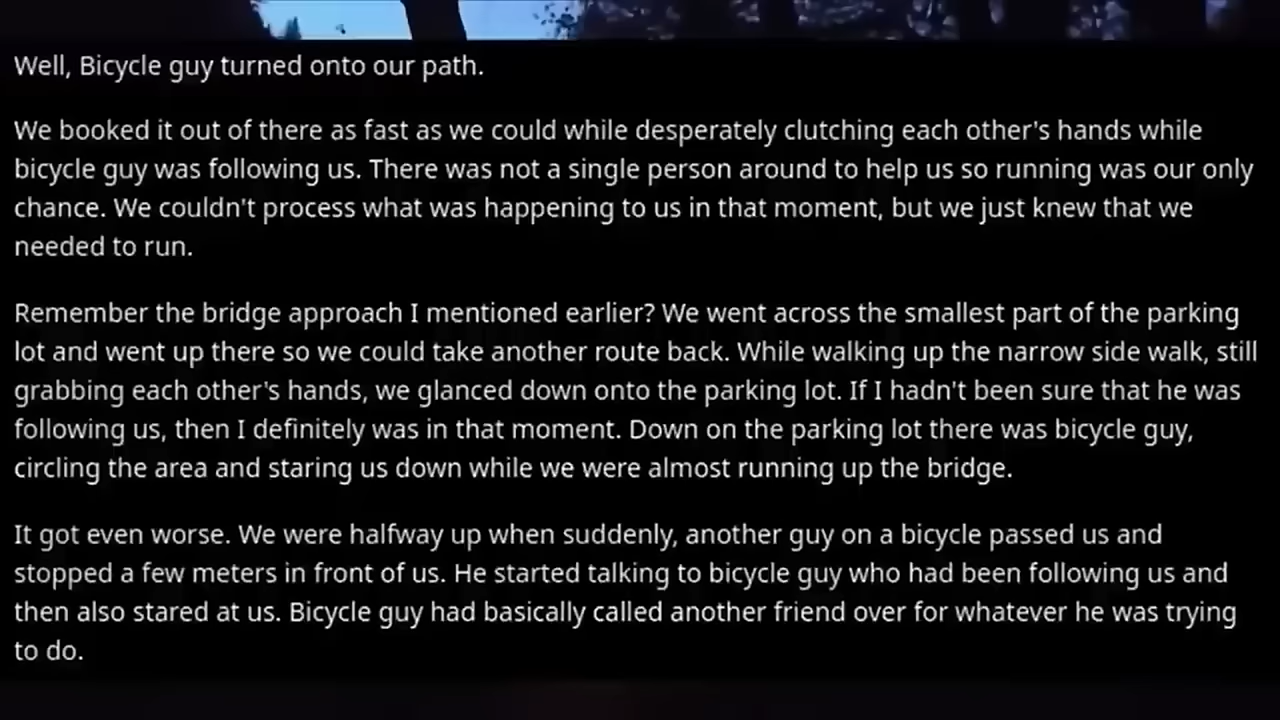 Well, Bicycle guy turned onto our path.
We booked it out of there as fast as we could while desperately clutching each other's hands while
bicycle guy was following us. There was not a single person around to help us so running was our only
chance. We couldn't process what was happening to us in that moment, but we just knew that we
needed to run.
Remember the bridge approach I mentioned earlier? We went across the smallest part of the parking
lot and went up there so we could take another route back. While walking up the narrow side walk, still
grabbing each other's hands, we glanced down onto the parking lot. If I hadn't been sure that he was
following us, then I definitely was in that moment. Down on the parking lot there was bicycle guy,
circling the area and staring us down while we were almost running up the bridge.
It got even worse. We were halfway up when suddenly, another guy on a bicycle passed us and
stopped a few meters in front of us. He started talking to bicycle guy who had been following us and
then also stared at us. Bicycle guy had basically called another friend over for whatever he was trying
to do.